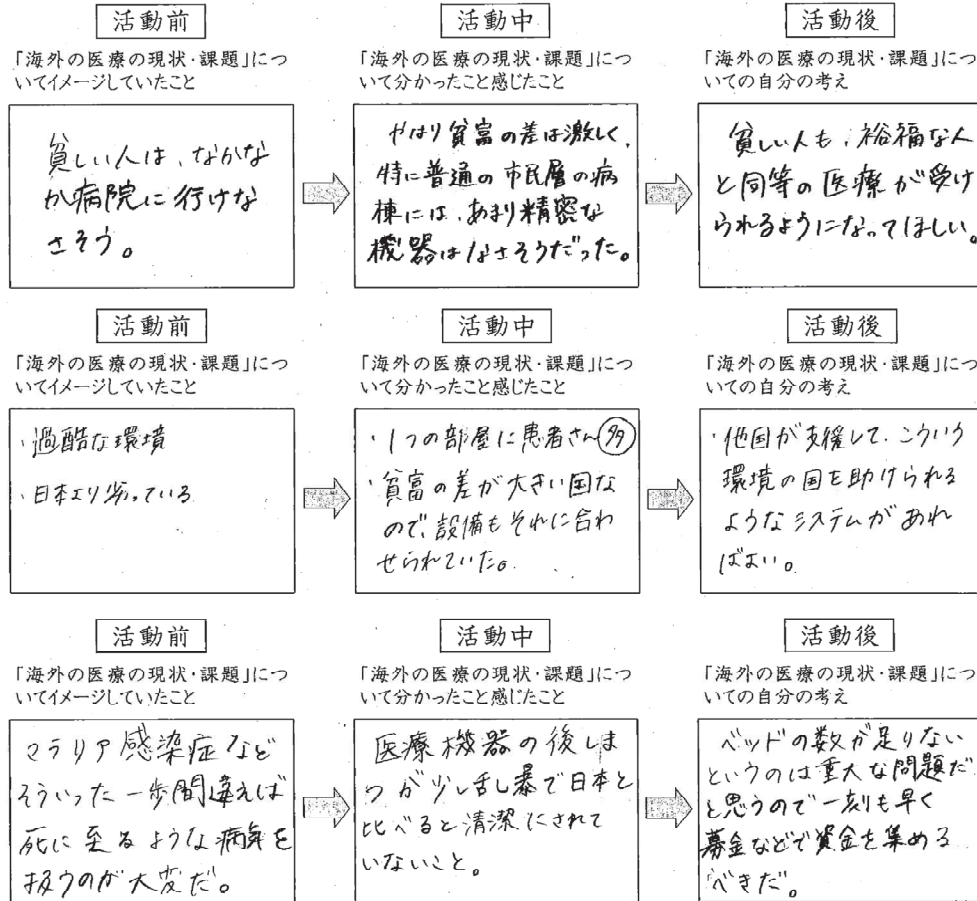 活動前
「海外の医療の現状・課題」につ
いてイメージしていたこと
貧しい人は、なかな
か病院に行けな
さそう。
活動中
「海外の医療の現状・課題」につ
いて分かったこと感じたこと
やはり貧富の差は激しく、
特に普通の市民層の病
棟には、あまり精密な
機器はなさそうだった。
活動後
「海外の医療の現状・課題」につ
いての自分の考え
貧しい人も、裕福な人
と同等の医療が受け
られるようになってほしい。
活動前
「海外の医療の現状・課題」につ
いてイメージしていたこと
・過酷な環境
・日本より劣っている
活動中
「海外の医療の現状・課題」につ
いて分かったこと感じたこと
・1つの部屋に患者さん多
・貧富の差が大きい国な
ので、設備もそれに合わ
せられていた。
活動後
「海外の医療の現状・課題」につ
いての自分の考え
・他国が支援して、こういう
環境の国を助けられる
ようなシステムがあれ
ばよい。
活動前
「海外の医療の現状・課題」につ
いてイメージしていたこと
マラリア感染症など
そういった一歩間違えば
死に至るような病気を
扱うのが大変だ。
活動中
「海外の医療の現状・課題」につ
いて分かったこと感じたこと
医療機器の後しま
つが少し乱暴で日本と
比べると清潔にされて
いないこと。
活動後
「海外の医療の現状・課題」につ
いての自分の考え
ベッドの数が足りない
というのは重大な問題だ
と思うので一刻も早く
募金などで資金を集める
べきだ。